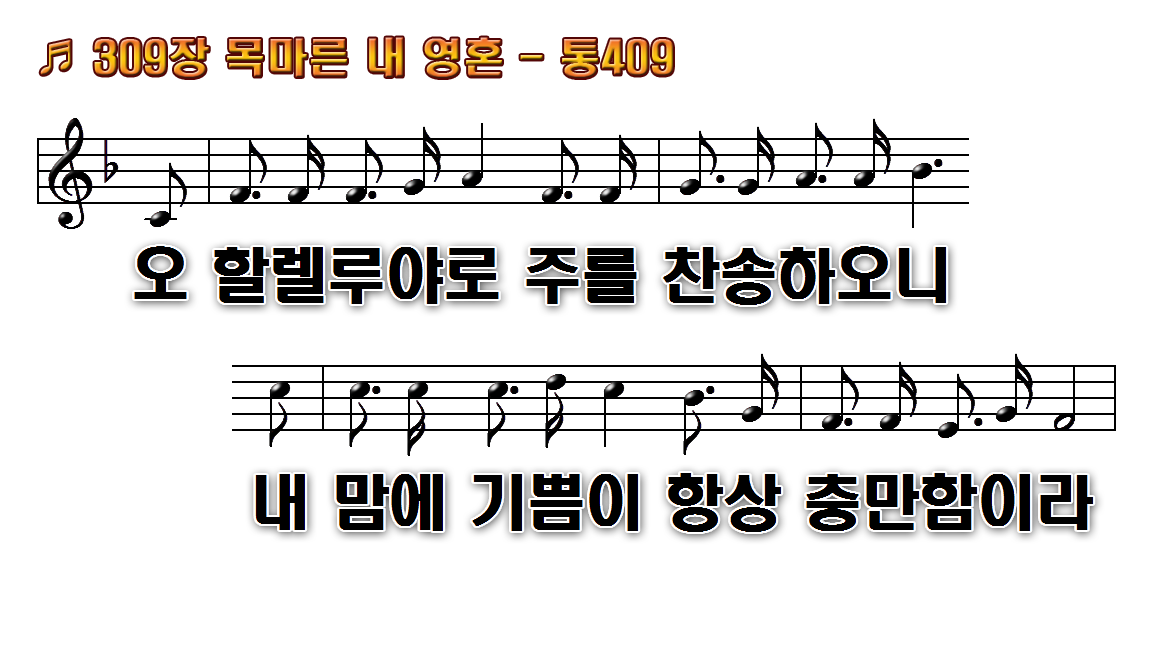 ♬ 309장 목마른 내 영혼 - 통409
오 할렐루야로 주를 찬송하오니
내 맘에 기쁨이 항상 충만함이라